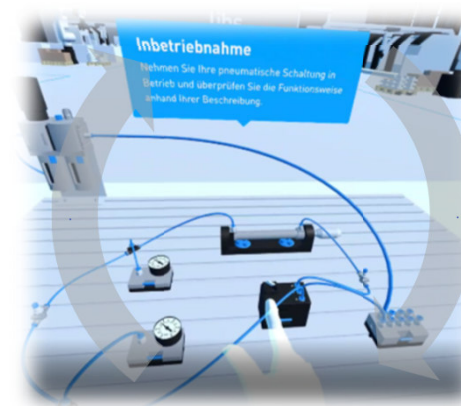 Inbetriebnahme
Nehmen Sie Ihre pneumatische Schaltung in
Betrieb und überprüfen Sie die Funktionsweise
anhand Ihrer Beschreibung.